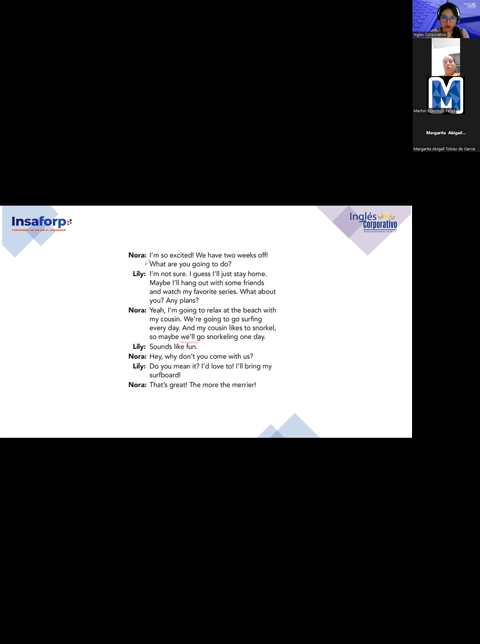 Inglés Corporativo
M
Margarita Abigail...
Margarita Abigail Tobias de Garcia
Insaforp
Inglés
Corporativo
Nora: I'm so excited! We have two weeks off!
What are you going to do?
Lily: I'm not sure. I guess I'll just stay home.
Maybe I'll hang out with some friends
and watch my favorite series. What about
you? Any plans?
Nora: Yeah, I'm going to relax at the beach with
my cousin. We're going to go surfing
every day. And my cousin likes to snorkel,
so maybe we'll go snorkeling one day.
Lily: Sounds like fun.
Nora: Hey, why don't you come with us?
Lily: Do you mean it? I'd love to! I'll bring my
surfboard!
Nora: That's great! The more the merrier!